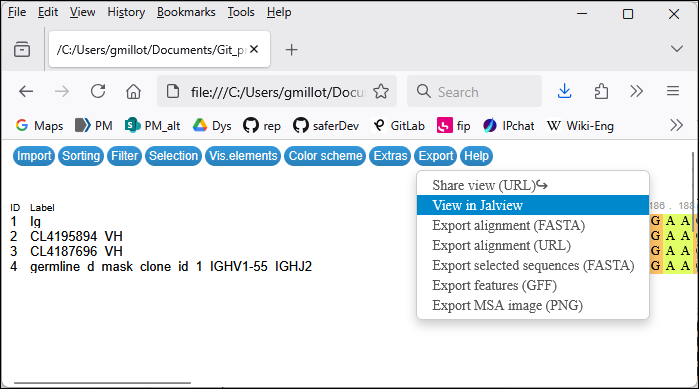 File Edit View History Bookmarks Tools Help
/C:/Users/gmillot/Documents/Git_p
file:///C:/Users/gmillot/Docu
Search
Maps PM PM_alt Dys rep saferDev GitLab fip IPchat Wiki-Eng
Import Sorting Filter Selection Vis.elements Color scheme Extras Export Help
Share view (URL)
View in Jalview
Export alignment (FASTA)
Export alignment (URL)
Export selected sequences (FASTA)
Export features (GFF)
Export MSA image (PNG)
ID Label 186 . 188
1 Ig G A A
2 CL4195894 VH G A A
3 CL4187696 VH G A A
4 germline d mask clone id 1 IGHV1-55 IGHJ2 G A A